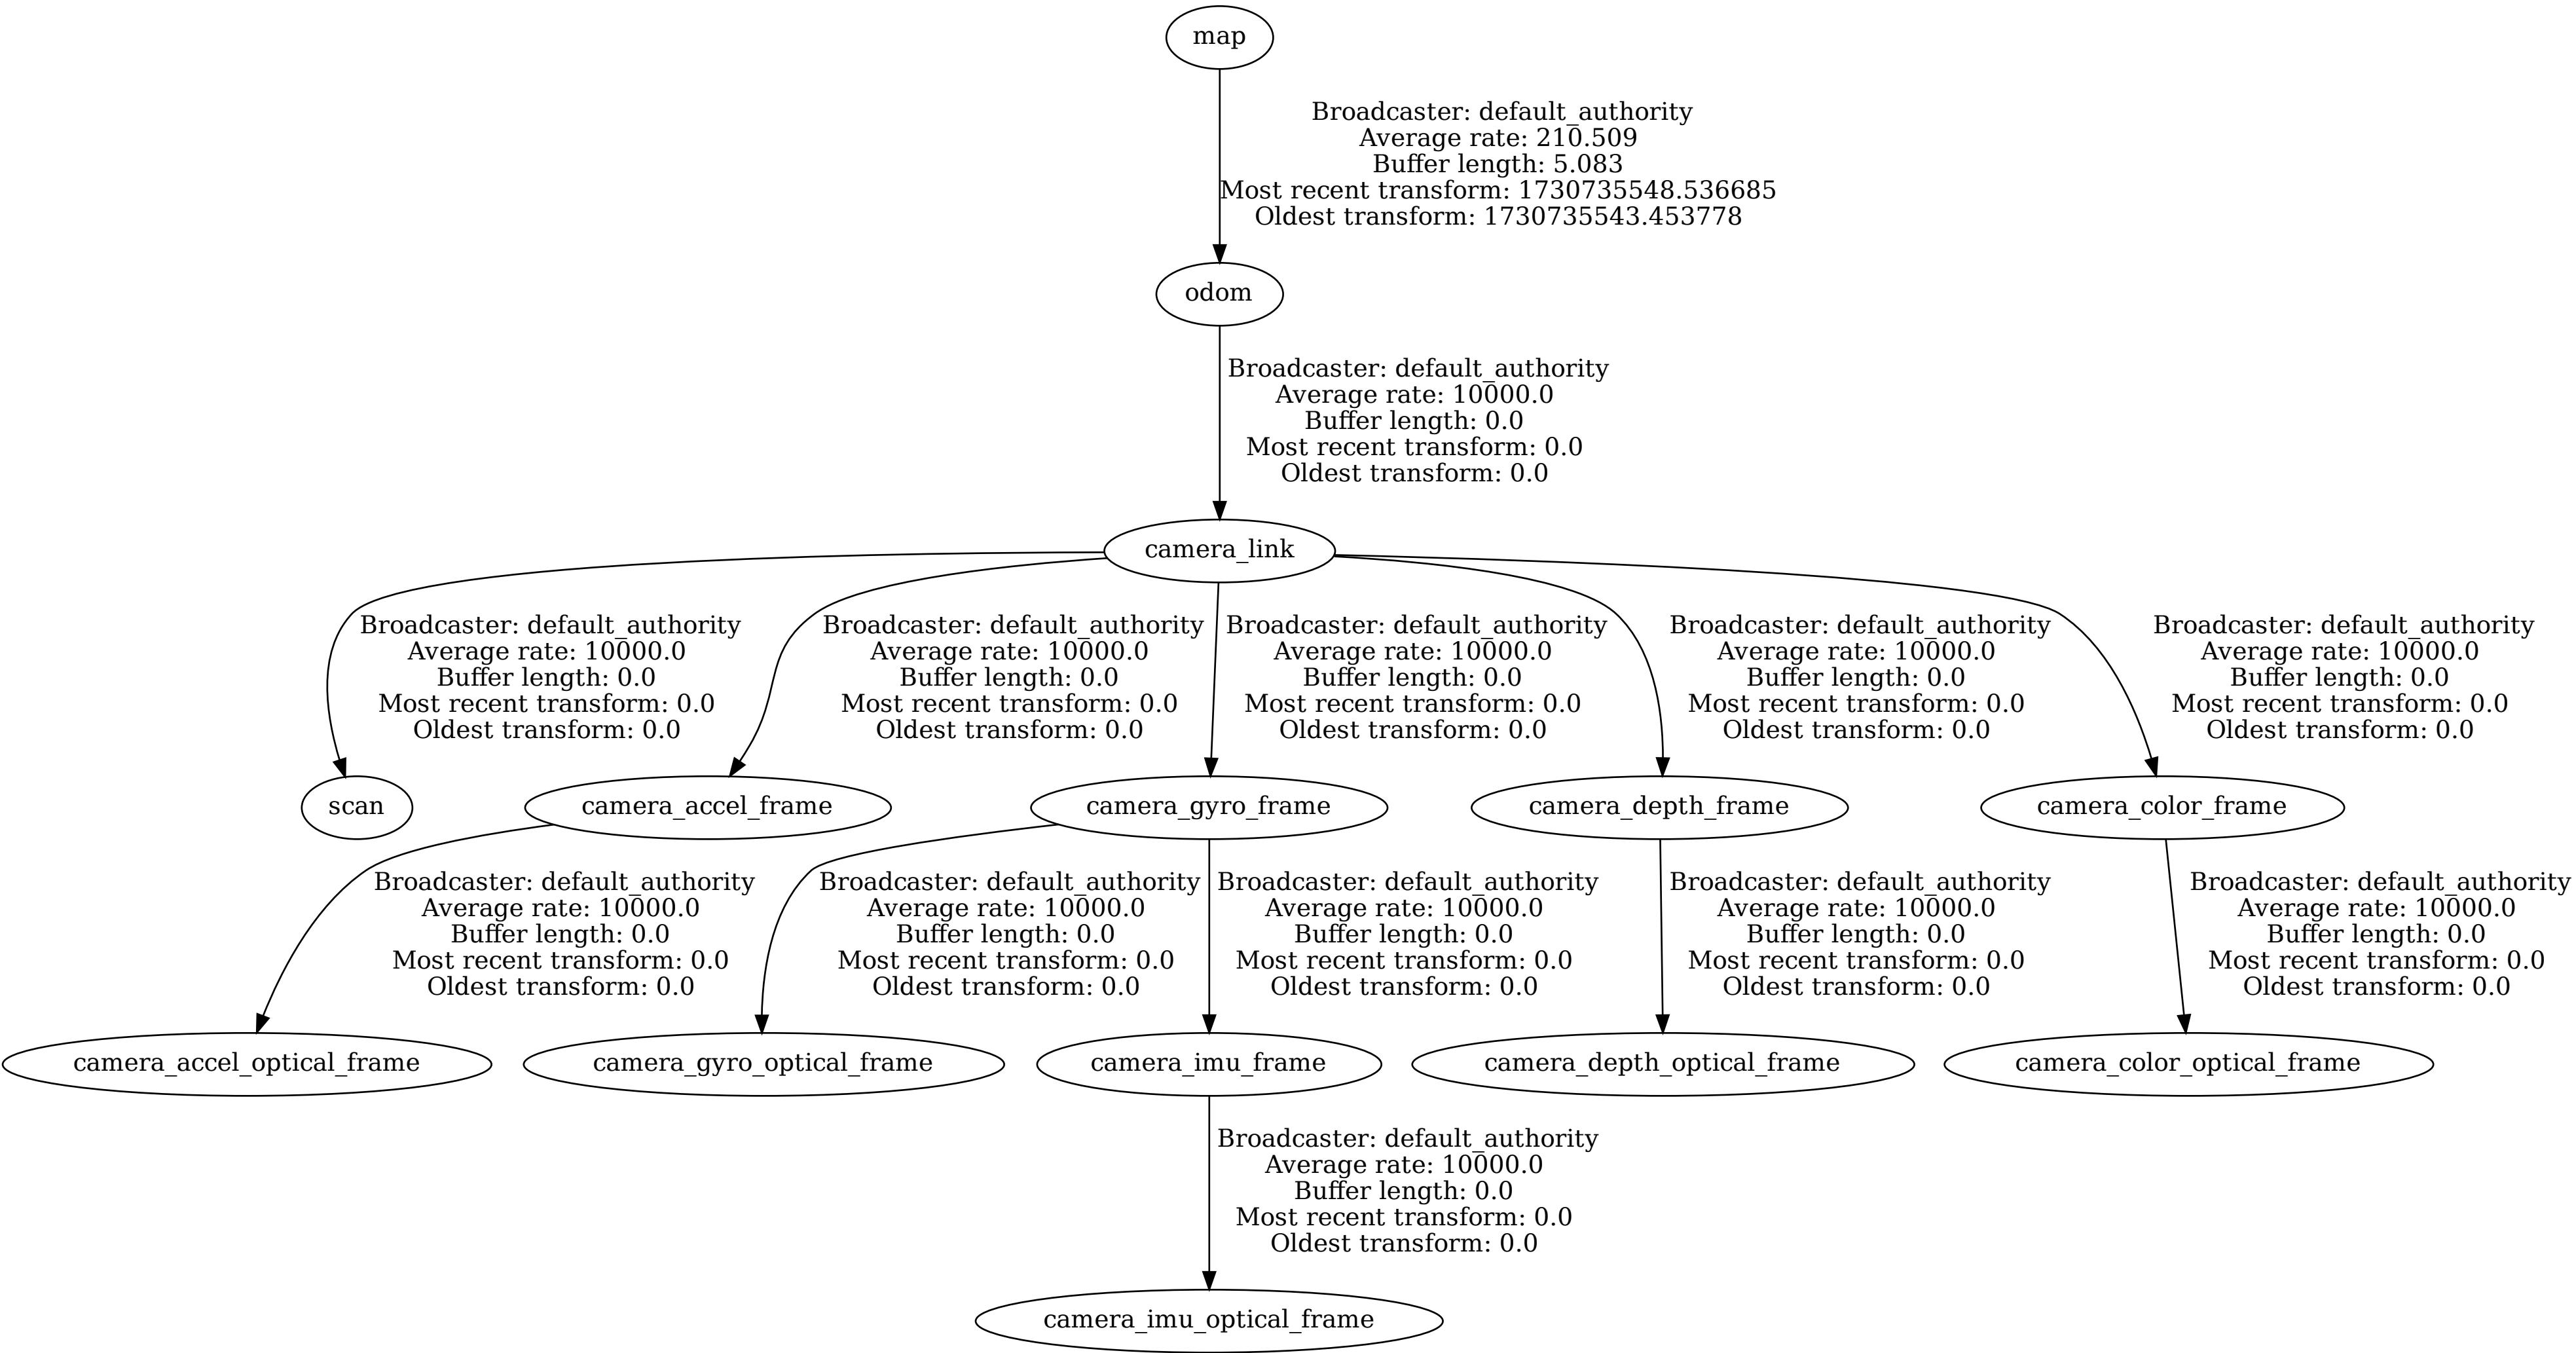 map
Broadcaster: default_authority
Average rate: 210.509
Buffer length: 5.083
Most recent transform: 1730735548.536685
Oldest transform: 1730735543.453778
odom
Broadcaster: default_authority
Average rate: 10000.0
Buffer length: 0.0
Most recent transform: 0.0
Oldest transform: 0.0
camera_link
Broadcaster: default_authority
Average rate: 10000.0
Buffer length: 0.0
Most recent transform: 0.0
Oldest transform: 0.0
Broadcaster: default_authority
Average rate: 10000.0
Buffer length: 0.0
Most recent transform: 0.0
Oldest transform: 0.0
Broadcaster: default_authority
Average rate: 10000.0
Buffer length: 0.0
Most recent transform: 0.0
Oldest transform: 0.0
Broadcaster: default_authority
Average rate: 10000.0
Buffer length: 0.0
Most recent transform: 0.0
Oldest transform: 0.0
Broadcaster: default_authority
Average rate: 10000.0
Buffer length: 0.0
Most recent transform: 0.0
Oldest transform: 0.0
scan
camera_accel_frame
camera_gyro_frame
camera_depth_frame
camera_color_frame
Broadcaster: default_authority
Average rate: 10000.0
Buffer length: 0.0
Most recent transform: 0.0
Oldest transform: 0.0
Broadcaster: default_authority
Average rate: 10000.0
Buffer length: 0.0
Most recent transform: 0.0
Oldest transform: 0.0
Broadcaster: default_authority
Average rate: 10000.0
Buffer length: 0.0
Most recent transform: 0.0
Oldest transform: 0.0
Broadcaster: default_authority
Average rate: 10000.0
Buffer length: 0.0
Most recent transform: 0.0
Oldest transform: 0.0
Broadcaster: default_authority
Average rate: 10000.0
Buffer length: 0.0
Most recent transform: 0.0
Oldest transform: 0.0
camera_accel_optical_frame
camera_gyro_optical_frame
camera_imu_frame
camera_depth_optical_frame
camera_color_optical_frame
Broadcaster: default_authority
Average rate: 10000.0
Buffer length: 0.0
Most recent transform: 0.0
Oldest transform: 0.0
camera_imu_optical_frame